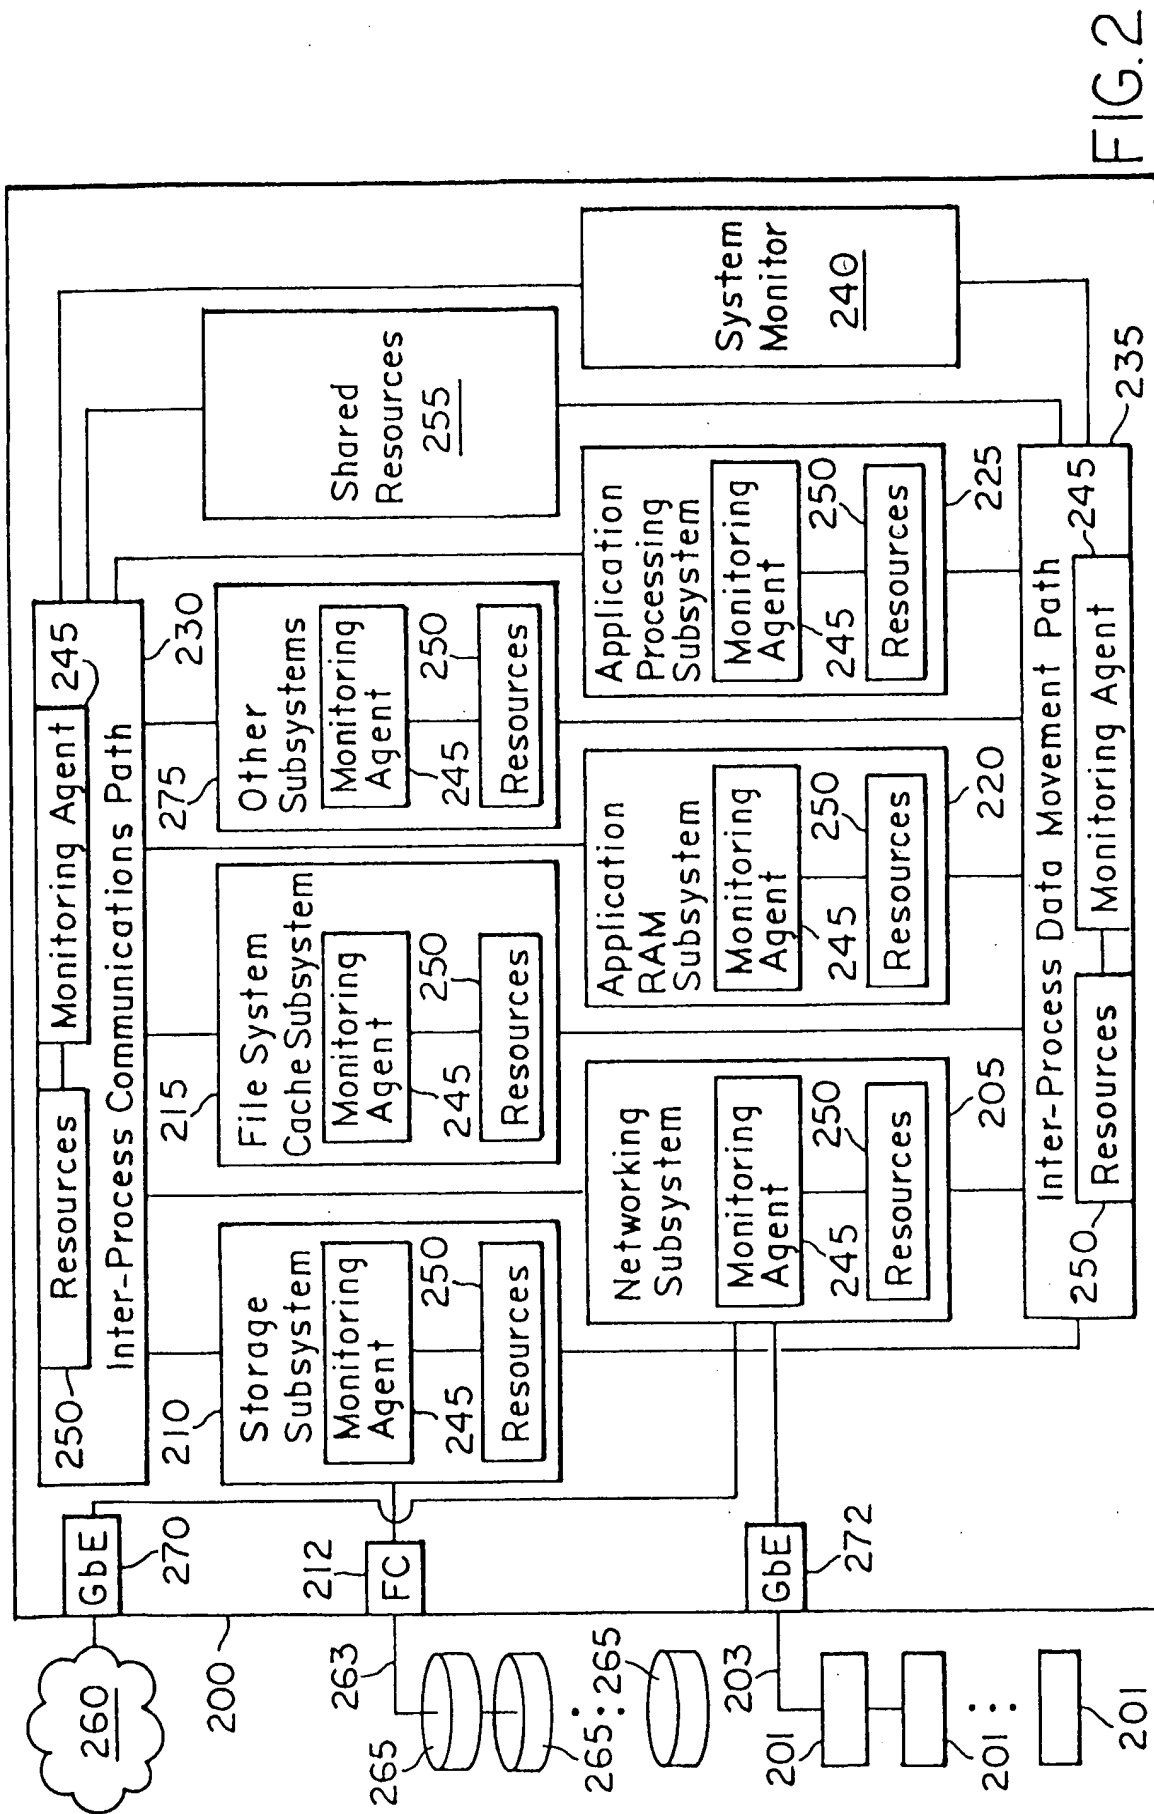 260
GbE
270
200
250
Resources
Monitoring Agent
245
Inter-Process Communications Path
230
210
Storage
Subsystem
Monitoring
Agent
245
250
Resources
215
File System
Cache Subsystem
Monitoring
Agent
245
250
Resources
275
Other
Subsystems
Monitoring
Agent
245
250
Resources
Shared
Resources
255
212
FC
263
265
265
265
GbE
272
203
201
201
201
Networking
Subsystem
Monitoring
Agent
245
250
Resources
205
Application
RAM
Subsystem
Monitoring
Agent
245
250
Resources
220
Application
Processing
Subsystem
Monitoring
Agent
245
250
Resources
225
System
Monitor
240
235
Inter-Process Data Movement Path
250
Resources
Monitoring Agent
245
FIG.2